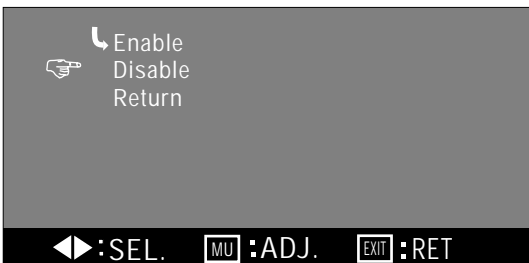 Enable
Disable
Return
:SEL. MU :ADJ. EXIT :RET